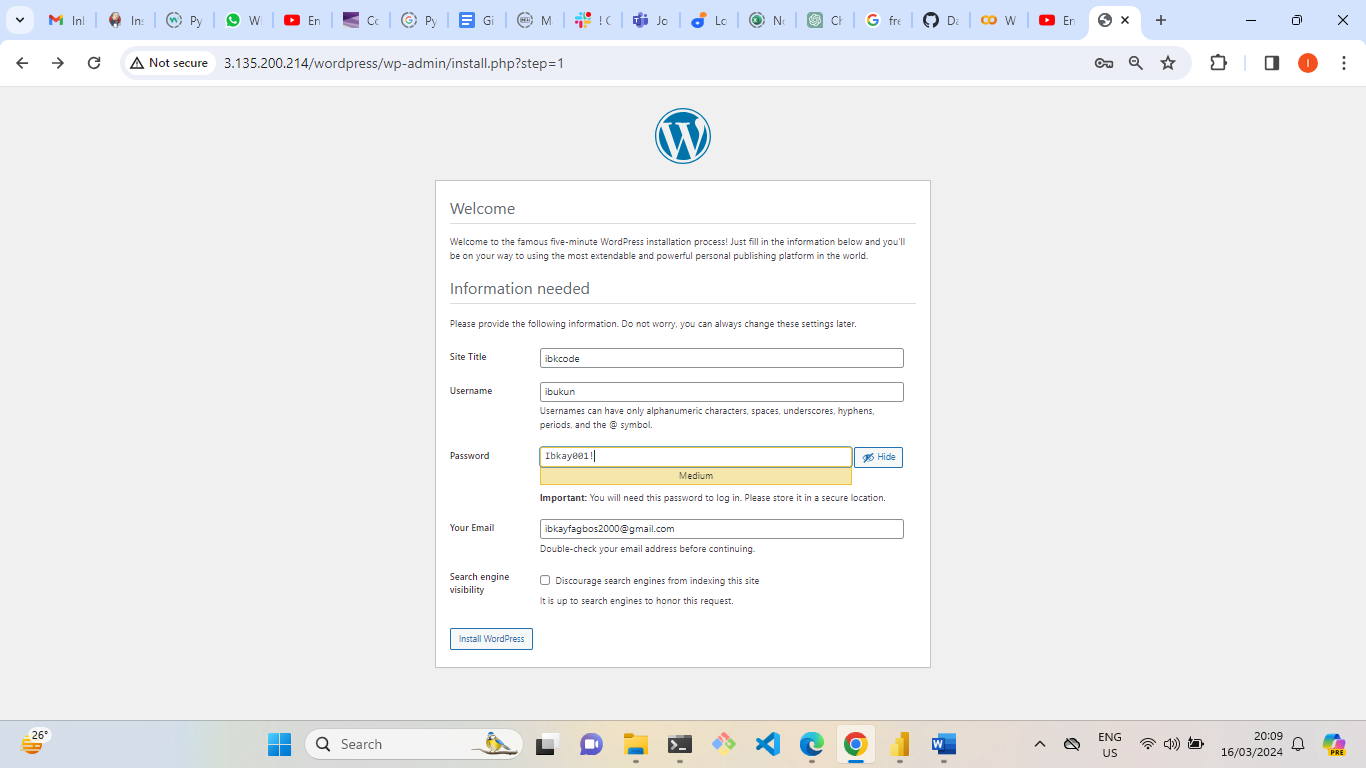 Inl
Ins
Py
Wi
En
Co
Py
Gl
M
! (
Jo
Lo
No
Ch
fre
Da
W
En
Not secure
3.135.200.214/wordpress/wp-admin/install.php?step=1
I
Welcome
Welcome to the famous five-minute WordPress installation process! Just fill in the information below and you'll
be on your way to using the most extendable and powerful personal publishing platform in the world.
Information needed
Please provide the following information. Do not worry, you can always change these settings later.
Site Title
ibkcode
Username
ibukun
Usernames can have only alphanumeric characters, spaces, underscores, hyphens,
periods, and the @ symbol.
Password
Ibkay001!
Hide
Medium
Important: You will need this password to log in. Please store it in a secure location.
Your Email
ibkayfagbos2000@gmail.com
Double-check your email address before continuing.
Search engine
visibility
Discourage search engines from indexing this site
It is up to search engines to honor this request.
Install WordPress
26°
Search
ENG
US
20:09
16/03/2024
PRE